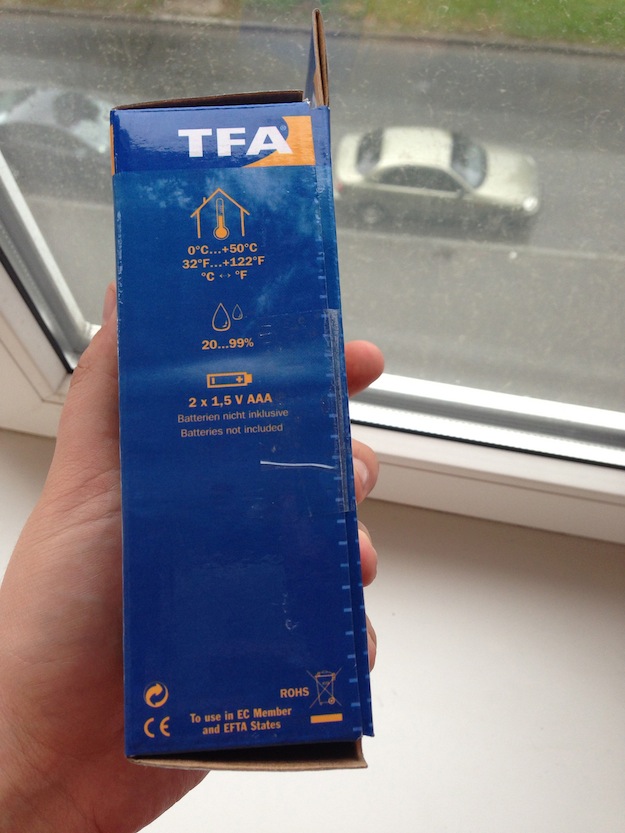 TFA®
0°C...+50°C
32°F...+122°F
°C ↔ °F
20...99%
2 x 1,5 V AAA
Batterien nicht inklusive
Batteries not included
ROHS
CE
To use in EC Member
and EFTA States